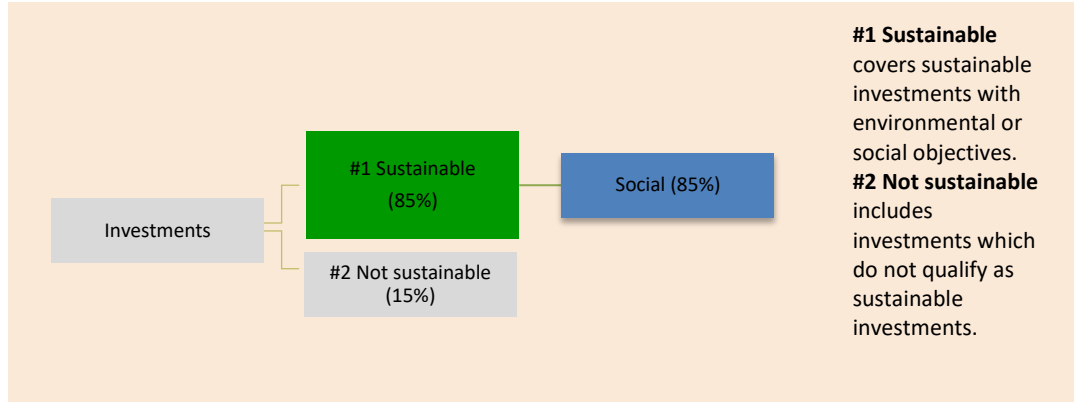 Investments
#1 Sustainable
(85%)
#2 Not sustainable
(15%)
Social (85%)
#1 Sustainable
covers sustainable
investments with
environmental or
social objectives.
#2 Not sustainable
includes
investments which
do not qualify as
sustainable
investments.